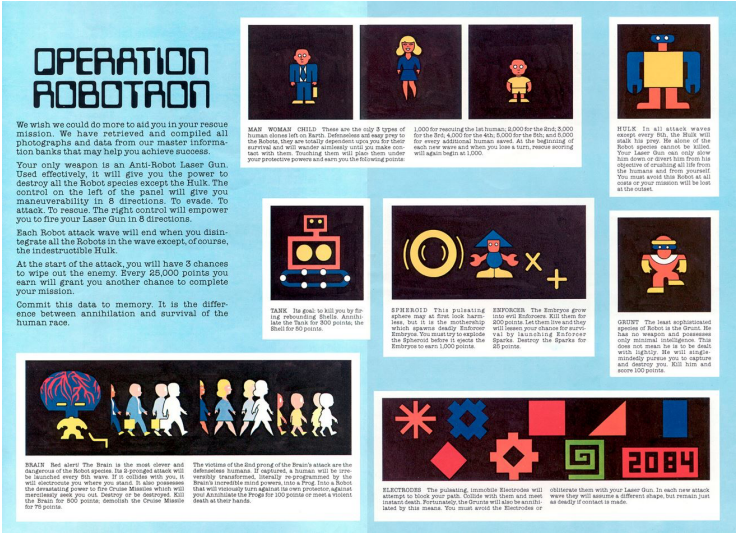 OPERATION
ROBOTRON
We wish we could do more to aid you in your rescue
mission. We have retrieved and compiled all
photographs and data from our master informa-
tion banks that may help you achieve success.
Your only weapon is an Anti-Robot Laser Gun.
Used effectively, it will give you the power to
destroy all the Robot species except the Hulk. The
control on the left of the panel will give you
maneuverability in 8 directions. To evade. To
attack. To rescue. The right control will empower
you to fire your Laser Gun in 8 directions.
Each Robot attack wave will end when you disin-
tegrate all the Robots in the wave except, of course,
the indestructible Hulk.
At the start of the attack, you will have 3 chances
to wipe out the enemy. Every 25,000 points you
earn will grant you another chance to complete
your mission.
Commit this data to memory. It is the differ-
ence between annihilation and survival of the
human race.
MAN WOMAN CHILD These are the only 3 types of
human clones left on Earth. Defenseless and easy prey to
the Robots, they are totally dependent upon you for their
survival and will wander aimlessly until you make con-
tact with them. Touching them will place them under
your protective powers and earn you the following points:
1,000 for rescuing the 1st human; 2,000 for the 2nd; 3,000
for the 3rd; 4,000 for the 4th; 5,000 for the 5th; and 5,000
for every additional human saved. At the beginning of
each new wave and when you lose a turn, rescue scoring
will again begin at 1,000.
HULK In all attack waves
except every 5th, the Hulk will
stalk his prey. He alone of the
Robot species cannot be killed.
Your Laser Gun can only slow
him down or divert him from his
objective of crushing all life from
the humans and from yourself.
You must avoid this Robot at all
costs or your mission will be lost
at the outset.
TANK Its goal to kill you by fir-
ing rebounding Shells. Annihi-
late the Tank for 300 points; the
Shell for 50 points.
SPHEROID This pulsating
sphere may at first look harm-
less, but it is the mothership
which spawns deadly Enforcer
Embryos. You must try to explode
the Spheroid before it ejects the
Embryos to earn 1,000 points.
ENFORCER The Embryos grow
into evil Enforcers. Kill them for
200 points. Let them live and they
will lessen your chance for survi-
val by launching Enforcer
Sparks. Destroy the Sparks for
25 points.
GRUNT The least sophisticated
species of Robot is the Grunt. He
has no weapon and possesses
only minimal intelligence. This
does not mean he is to be dealt
with lightly. He will single-
mindedly pursue you to capture
and destroy you. Kill him and
score 100 points.
BRAIN Red alert! The Brain is the most clever and
dangerous of the Robot species. Its 2-pronged attack will
be launched every 5th wave. If it collides with you, it
will electrocute you where you stand. It also possesses
the devastating power to fire Cruise Missiles which will
mercilessly seek you out. Destroy or be destroyed. Kill
the Brain for 500 points; demolish the Cruise Missile
for 75 points.
The victims of the 2nd prong of the Brain's attack are the
defenseless humans. If captured, a human will be irre-
versibly transformed, literally re-programmed by the
Brain's incredible mind powers, into a Prog. Into a Robot
that will viciously turn against its own protector, against
you! Annihilate the Progs for 100 points or meet a violent
death at their hands.
2084
ELECTRODES The pulsating, immobile Electrodes will
attempt to block your path. Collide with them and meet
instant death. Fortunately, the Grunts will also be annihi-
lated by this means. You must avoid the Electrodes or
obliterate them with your Laser Gun. In each new attack
wave they will assume a different shape, but remain just
as deadly if contact is made.